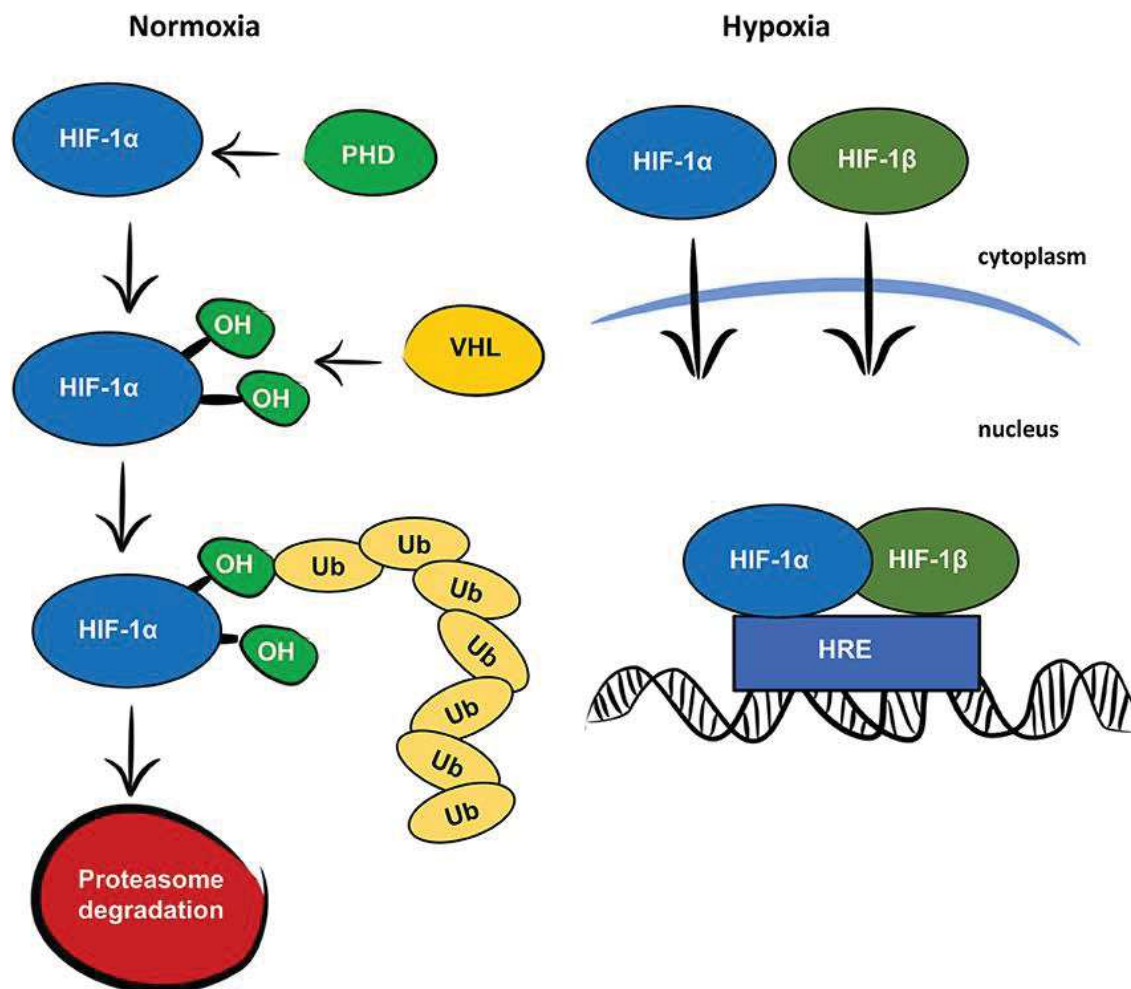 Normoxia
HIF-1α
PHD
OH
HIF-1α
OH
VHL
OH
Ub
Ub
Ub
HIF-1α
OH
Ub
Ub
Ub
Ub
Proteasome
degradation
Hypoxia
HIF-1α
HIF-1β
cytoplasm
nucleus
HIF-1α
HIF-1β
HRE